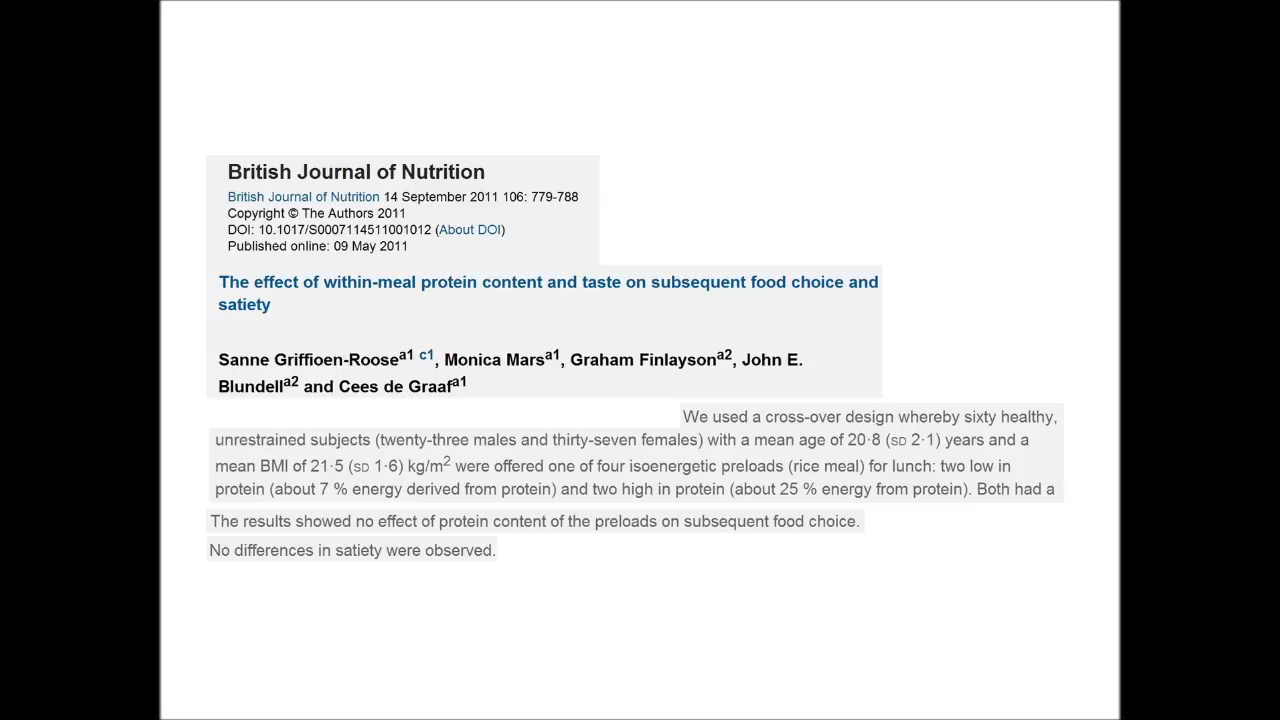 British Journal of Nutrition
British Journal of Nutrition 14 September 2011 106: 779-788
Copyright © The Authors 2011
DOI: 10.1017/S0007114511001012 (About DOI)
Published online: 09 May 2011
The effect of within-meal protein content and taste on subsequent food choice and
satiety
Sanne Griffioen-Roosea1 c1, Monica Marsa1, Graham Finlaysona2, John E.
Blundella2 and Cees de Graafa1
We used a cross-over design whereby sixty healthy,
unrestrained subjects (twenty-three males and thirty-seven females) with a mean age of 20·8 (SD 2·1) years and a
mean BMI of 21·5 (SD 1·6) kg/m2 were offered one of four isoenergetic preloads (rice meal) for lunch: two low in
protein (about 7 % energy derived from protein) and two high in protein (about 25 % energy from protein). Both had a
The results showed no effect of protein content of the preloads on subsequent food choice.
No differences in satiety were observed.